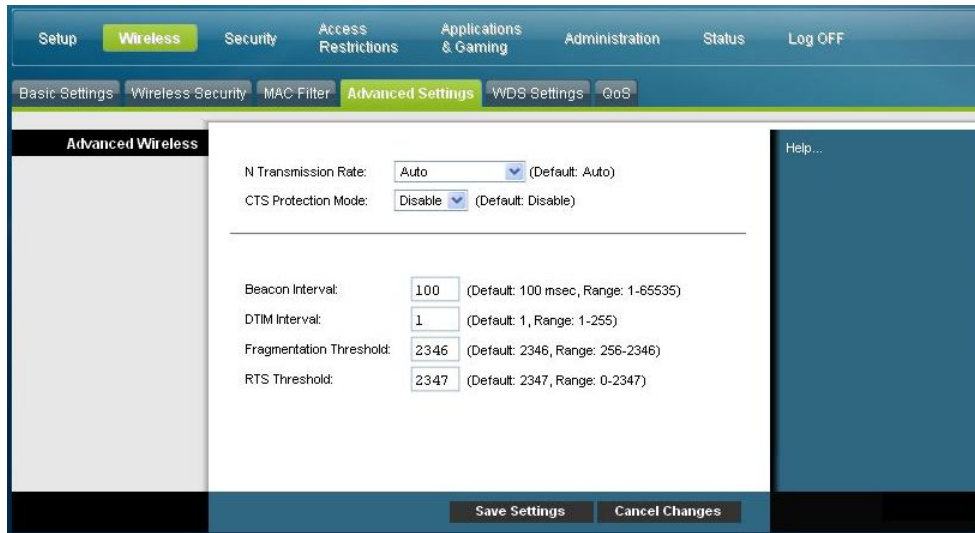 Setup Wireless Security Access Restrictions Applications & Gaming Administration Status Log OFF
Basic Settings Wireless Security MAC Filter Advanced Settings WDS Settings QoS
Advanced Wireless
N Transmission Rate: Auto (Default: Auto)
CTS Protection Mode: Disable (Default: Disable)
Beacon Interval: 100 (Default: 100 msec, Range: 1-65535)
DTIM Interval: 1 (Default: 1, Range: 1-255)
Fragmentation Threshold: 2346 (Default: 2346, Range: 256-2346)
RTS Threshold: 2347 (Default: 2347, Range: 0-2347)
Help...
Save Settings Cancel Changes